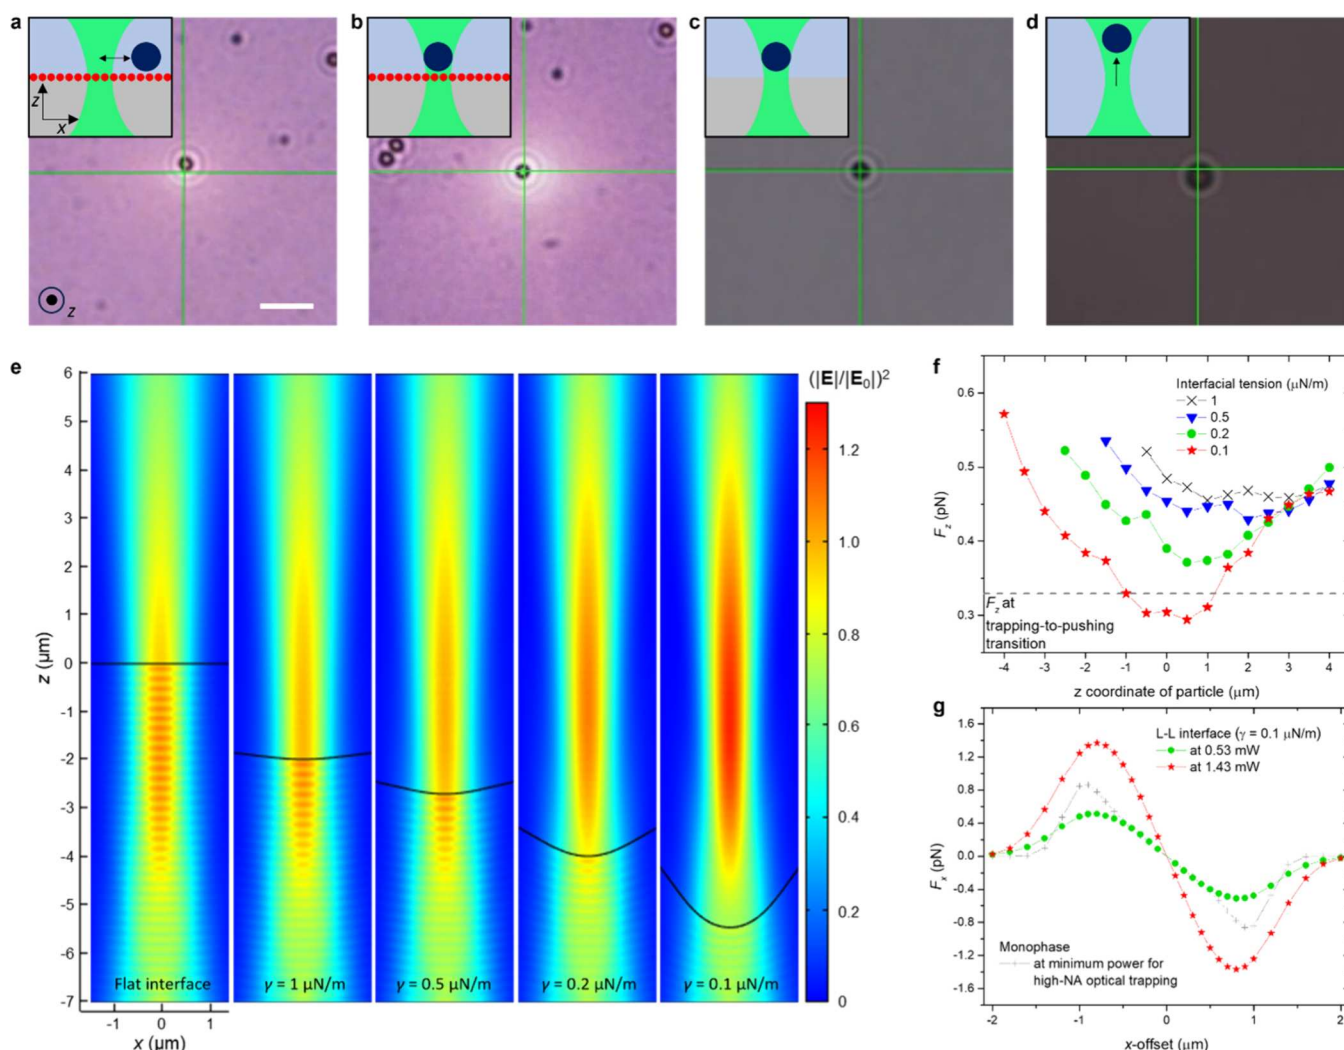 a
b
c
d
z
x
z
e
6
5
4
3
2
1
0
-1
-2
-3
-4
-5
-6
-7
z (µm)
Flat interface
γ = 1 µN/m
γ = 0.5 µN/m
γ = 0.2 µN/m
γ = 0.1 µN/m
-1
0
1
x (µm)
(|E|/|E₀|)²
1.2
1.0
0.8
0.6
0.4
0.2
0
f
0.6
0.5
0.4
0.3
F_z (pN)
Interfacial tension (µN/m)
1
0.5
0.2
0.1
F_z at
trapping-to-pushing
transition
-4
-3
-2
-1
0
1
2
3
4
z coordinate of particle (µm)
g
1.6
1.2
0.8
0.4
0.0
-0.4
-0.8
-1.2
-1.6
F_x (pN)
L-L interface (γ = 0.1 µN/m)
at 0.53 mW
at 1.43 mW
Monophase
at minimum power for
high-NA optical trapping
-2
-1
0
1
2
x-offset (µm)